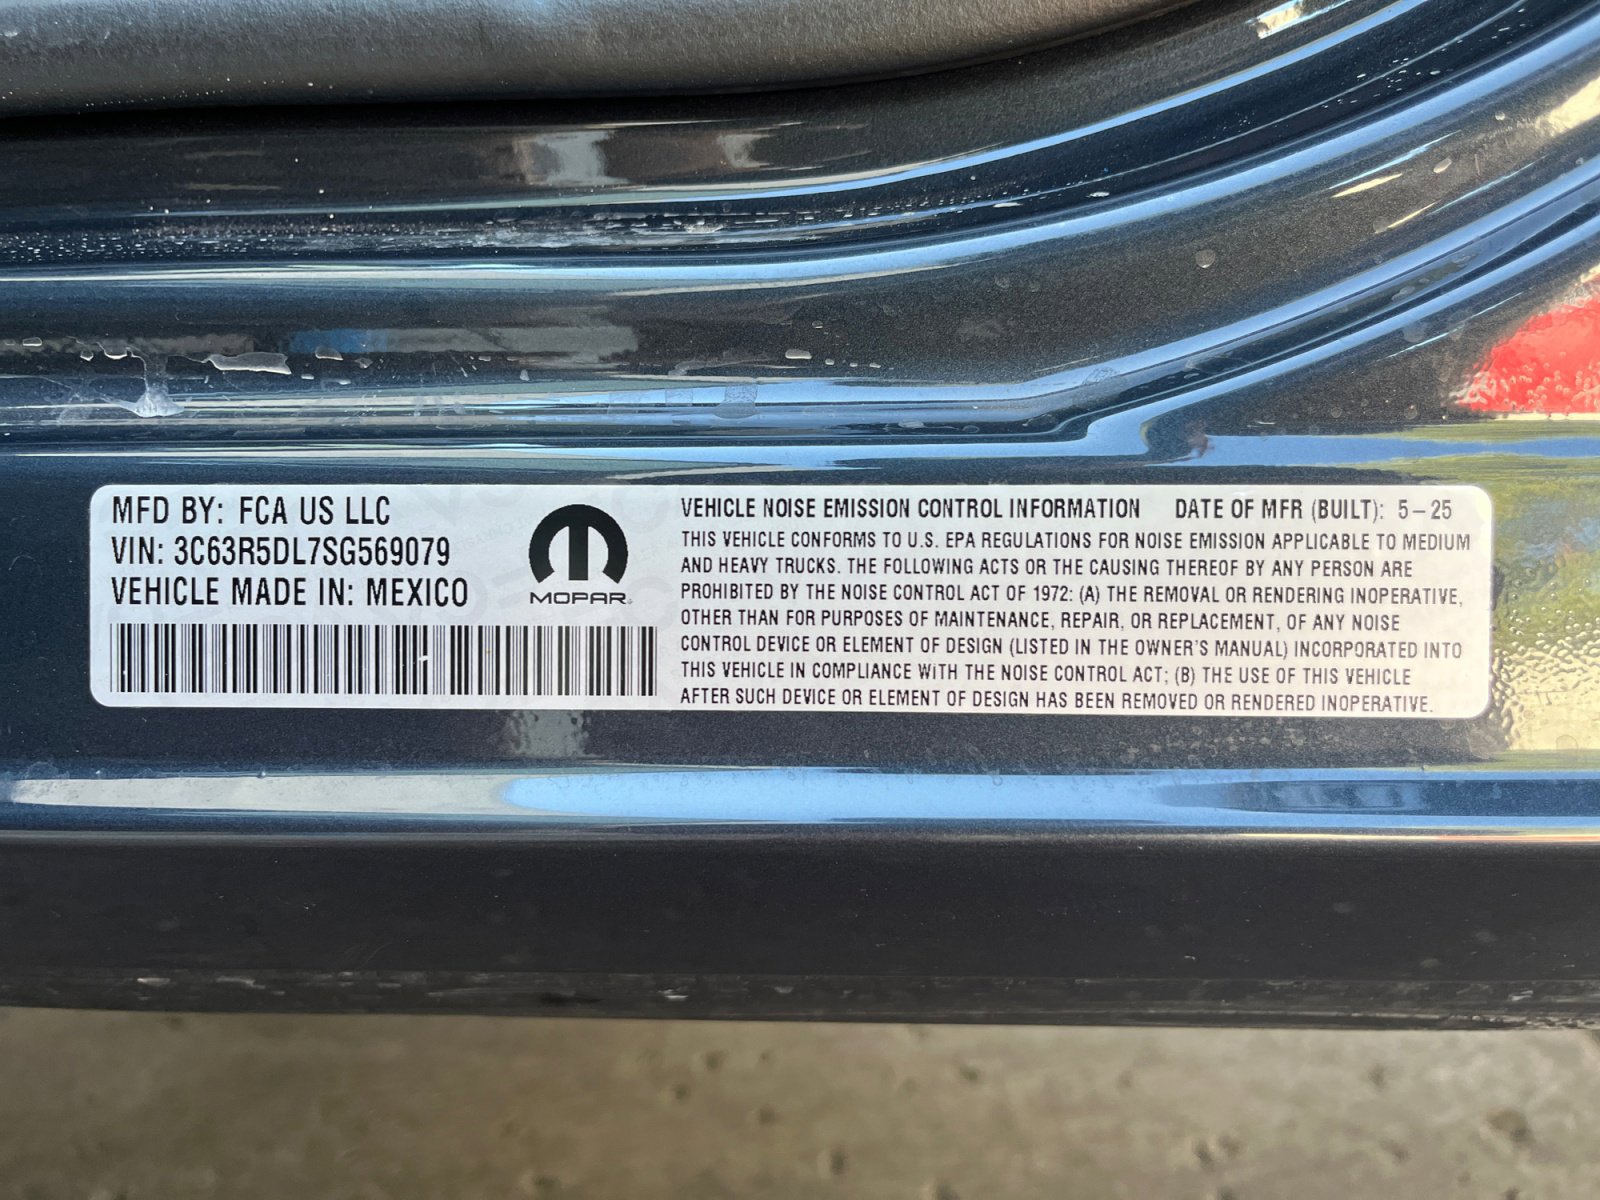 MFD BY: FCA US LLC
VIN: 3C63R5DL7SG569079
VEHICLE MADE IN: MEXICO
MOPAR
VEHICLE NOISE EMISSION CONTROL INFORMATION DATE OF MFR (BUILT): 5-25
THIS VEHICLE CONFORMS TO U.S. EPA REGULATIONS FOR NOISE EMISSION APPLICABLE TO MEDIUM
AND HEAVY TRUCKS. THE FOLLOWING ACTS OR THE CAUSING THEREOF BY ANY PERSON ARE
PROHIBITED BY THE NOISE CONTROL ACT OF 1972: (A) THE REMOVAL OR RENDERING INOPERATIVE,
OTHER THAN FOR PURPOSES OF MAINTENANCE, REPAIR, OR REPLACEMENT, OF ANY NOISE
CONTROL DEVICE OR ELEMENT OF DESIGN (LISTED IN THE OWNER'S MANUAL) INCORPORATED INTO
THIS VEHICLE IN COMPLIANCE WITH THE NOISE CONTROL ACT; (B) THE USE OF THIS VEHICLE
AFTER SUCH DEVICE OR ELEMENT OF DESIGN HAS BEEN REMOVED OR RENDERED INOPERATIVE.